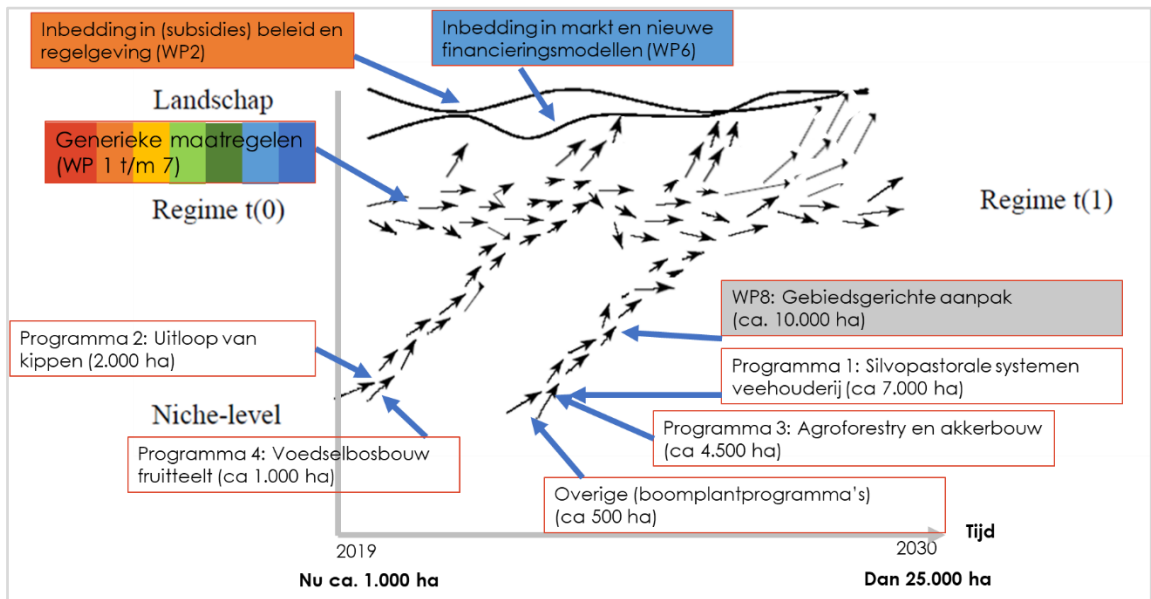 Inbedding in (subsidies) beleid en
regelgeving (WP2)
Inbedding in markt en nieuwe
financieringsmodellen (WP6)
Landschap
Generieke maatregelen
(WP 1 t/m 7)
Regime t(0)
Regime t(1)
WP8: Gebiedsgerichte aanpak
(ca. 10.000 ha)
Programma 2: Uitloop van
kippen (2.000 ha)
Programma 1: Silvopastorale systemen
veehouderij (ca 7.000 ha)
Niche-level
Programma 3: Agroforestry en akkerbouw
(ca 4.500 ha)
Programma 4: Voedselbosbouw
fruitteelt (ca 1.000 ha)
Overige (boomplantprogramma's)
(ca 500 ha)
Tijd
2019
2030
Nu ca. 1.000 ha
Dan 25.000 ha